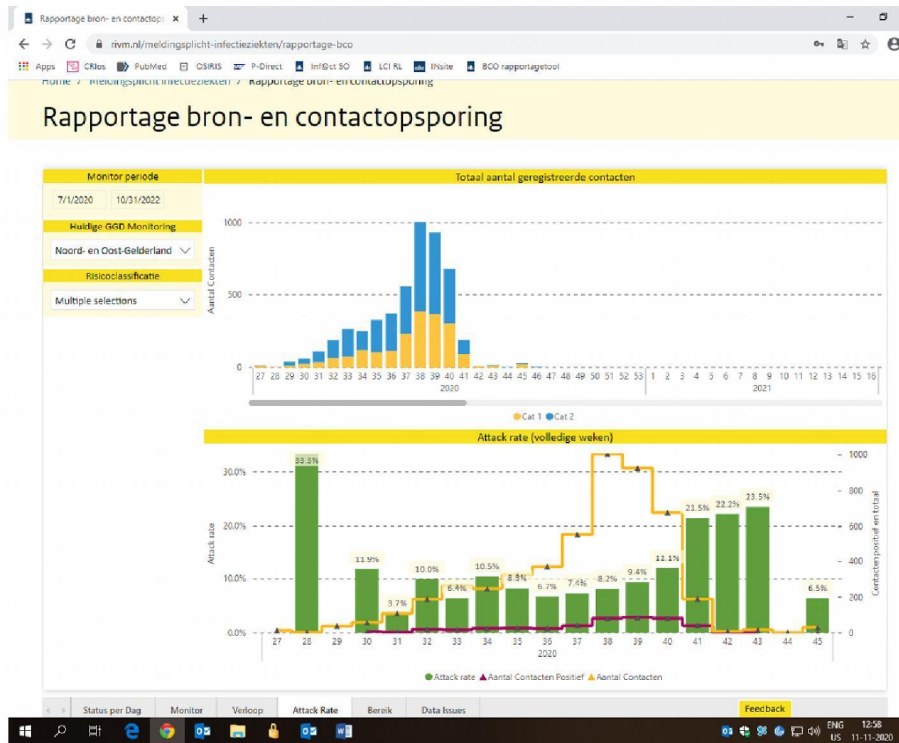 Rapportage bron- en contactops
rivm.nl/meldingsplicht-infectieziekten/rapportage-bco
Apps CRIos PubMed OSIRIS P-Direct Inf@ct SO LCI RL INsite BCO rapportagetool
Home / Meldingsplicht infectieziekten / Rapportage bron- en contactopsporing
Rapportage bron- en contactopsporing
Monitor periode
7/1/2020 10/31/2022
Huidige GGD Monitoring
Noord- en Oost-Gelderland
Risicoclassificatie
Multiple selections
Totaal aantal geregistreerde contacten
Aantal Contacten
1000
500
0
27 28 29 30 31 32 33 34 35 36 37 38 39 40 41 42 43 44 45 46 47 48 49 50 51 52 53 1 2 3 4 5 6 7 8 9 10 11 12 13 14 15 16
2020 2021
Cat 1 Cat 2
Attack rate (volledige weken)
Attack rate
30.0%
20.0%
10.0%
0.0%
33.3% 11.9% 3.7% 10.0% 6.4% 10.5% 8.3% 6.7% 7.4% 8.2% 9.4% 12.1% 21.5% 22.2% 23.5% 6.5%
1000
800
600
400
200
0
Contacten positief en totaal
27 28 29 30 31 32 33 34 35 36 37 38 39 40 41 42 43 44 45
2020
Attack rate Aantal Contacten Positief Aantal Contacten
Status per Dag Monitor Verloop Attack Rate Bereik Data Issues
Feedback
ENG 12:58
US 11-11-2020